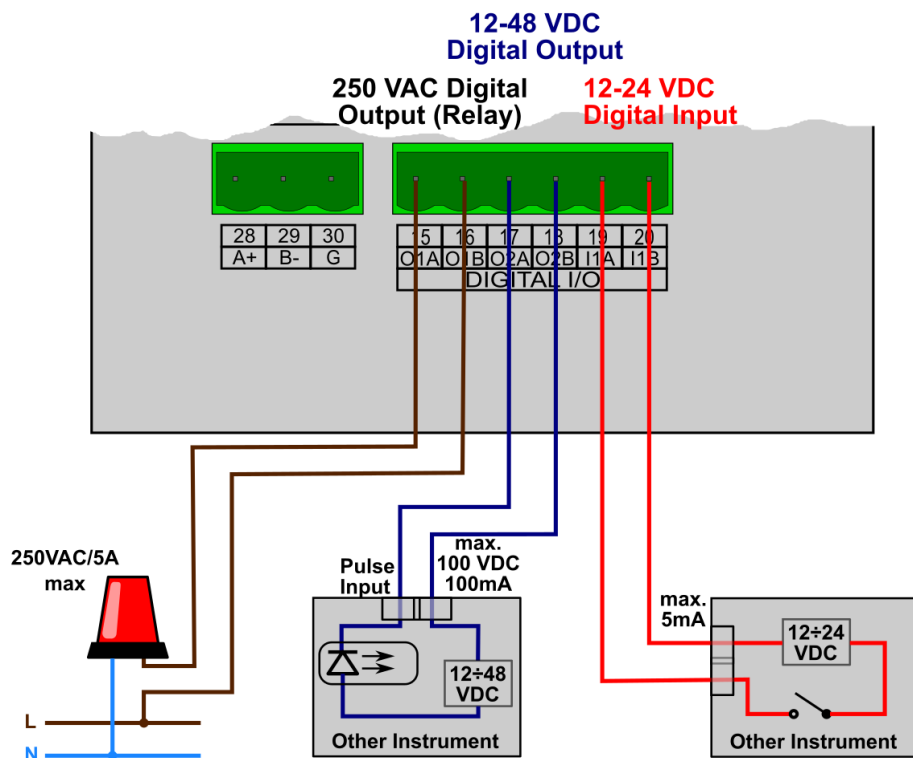 12-48 VDC
Digital Output
250 VAC Digital
Output (Relay)
12-24 VDC
Digital Input
28 29 30
A+ B- G
15 16 17 18 19 20
O1A O1B O2A O2B I1A I1B
DIGITAL I/O
250VAC/5A
max
Pulse
Input
max.
100 VDC
100mA
12÷48
VDC
Other Instrument
max.
5mA
12÷24
VDC
Other Instrument
L
N